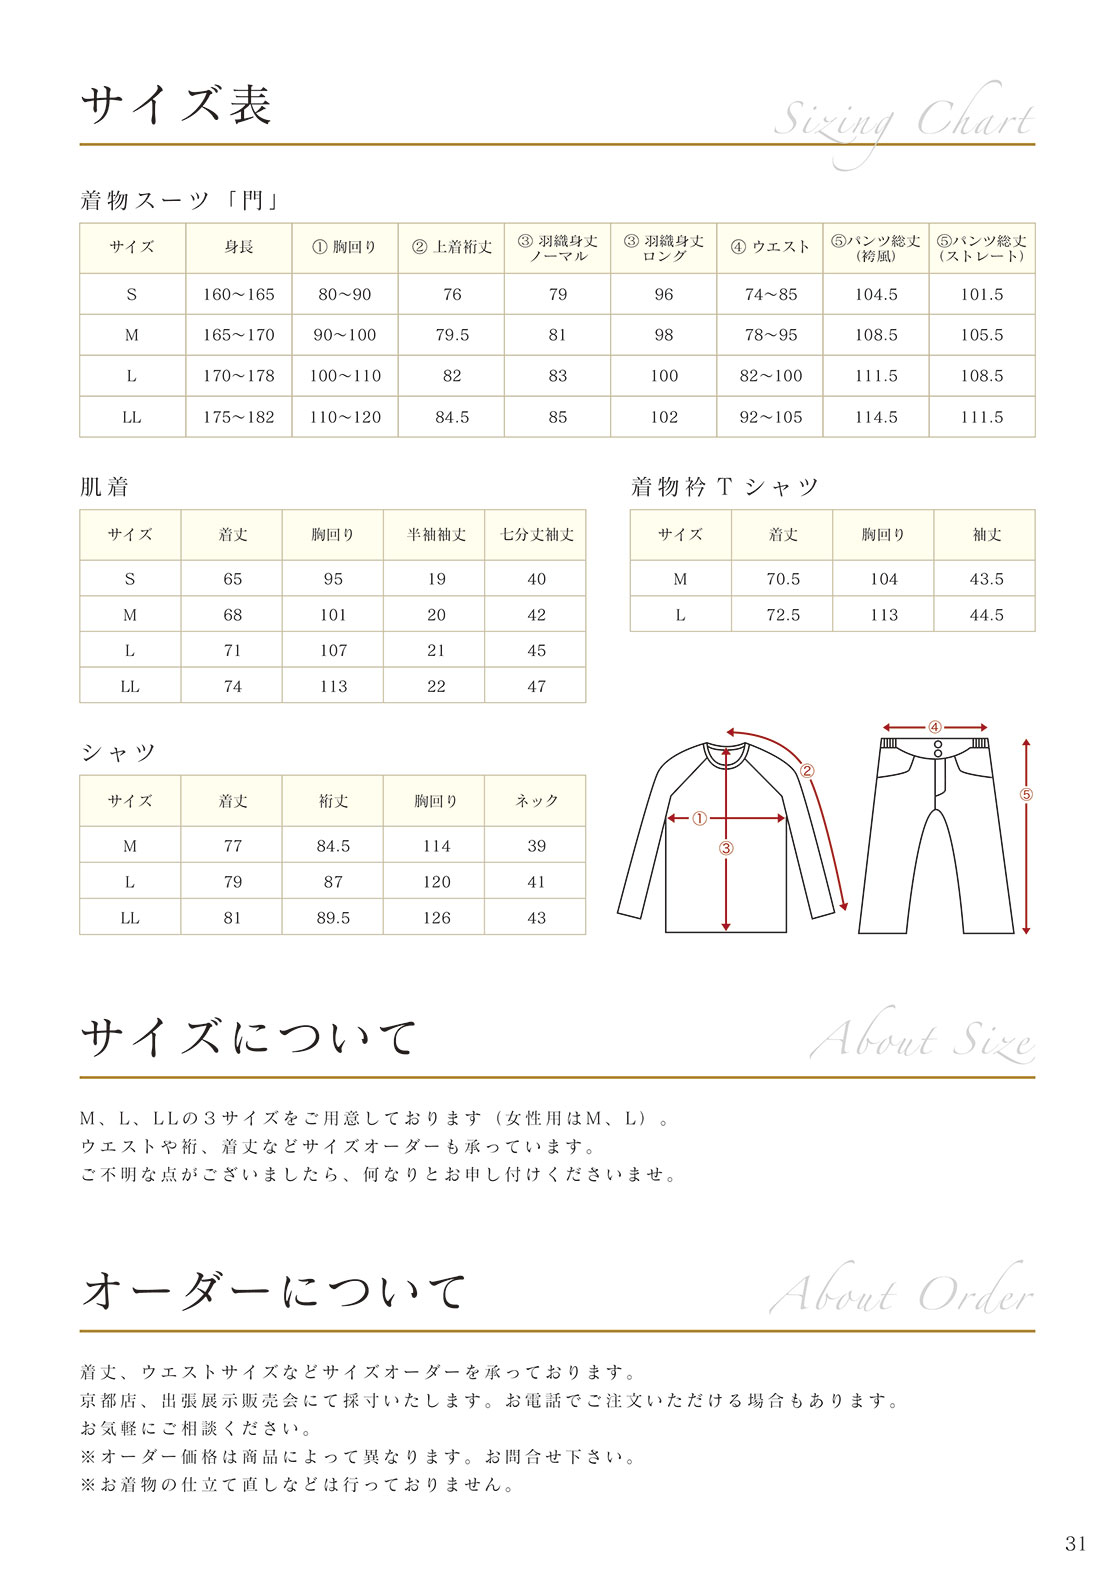 サイズ表
Sizing Chart
着物スーツ「門」
サイズ 身長 ① 胸回り ② 上着裄丈 ③ 羽織身丈 ノーマル ③ 羽織身丈 ロング ④ ウエスト ⑤パンツ総丈 (袴風) ⑤パンツ総丈 (ストレート)
S 160〜165 80〜90 76 79 96 74〜85 104.5 101.5
M 165〜170 90〜100 79.5 81 98 78〜95 108.5 105.5
L 170〜178 100〜110 82 83 100 82〜100 111.5 108.5
LL 175〜182 110〜120 84.5 85 102 92〜105 114.5 111.5
肌着
サイズ 着丈 胸回り 半袖袖丈 七分丈袖丈
S 65 95 19 40
M 68 101 20 42
L 71 107 21 45
LL 74 113 22 47
着物衿Tシャツ
サイズ 着丈 胸回り 袖丈
M 70.5 104 43.5
L 72.5 113 44.5
シャツ
サイズ 着丈 裄丈 胸回り ネック
M 77 84.5 114 39
L 79 87 120 41
LL 81 89.5 126 43
①
②
③
④
⑤
サイズについて
About Size
M、L、LLの3サイズをご用意しております（女性用はM、L）。
ウエストや裄、着丈などサイズオーダーも承っています。
ご不明な点がございましたら、何なりとお申し付けくださいませ。
オーダーについて
About Order
着丈、ウエストサイズなどサイズオーダーを承っております。
京都店、出張展示販売会にて採寸いたします。お電話でご注文いただける場合もあります。
お気軽にご相談ください。
※オーダー価格は商品によって異なります。お問合せ下さい。
※お着物の仕立て直しなどは行っておりません。
31